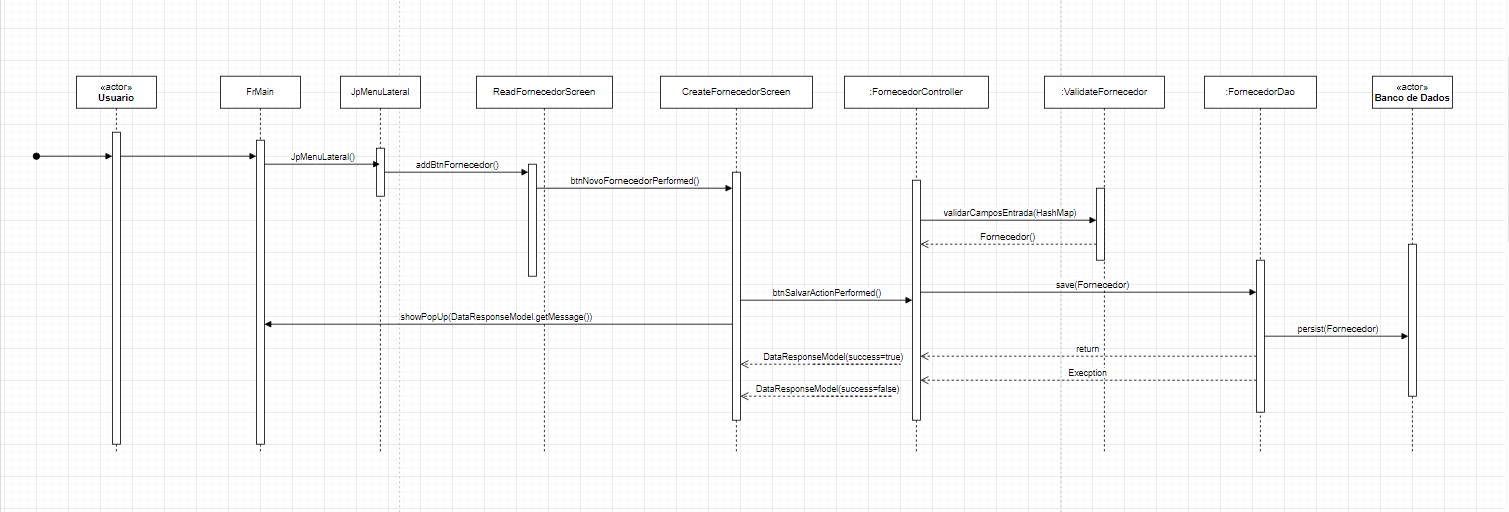 «actor»
Usuario
FrMain
JpMenuLateral
ReadFornecedorScreen
CreateFornecedorScreen
:FornecedorController
:ValidateFornecedor
:FornecedorDao
«actor»
Banco de Dados
JpMenuLateral()
addBtnFornecedor()
btnNovoFornecedorPerformed()
validarCamposEntrada(HashMap)
Fornecedor()
save(Fornecedor)
btnSalvarActionPerformed()
showPopUp(DataResponseModel.getMessage())
persist(Fornecedor)
return
DataResponseModel(success=true)
Execption
DataResponseModel(success=false)